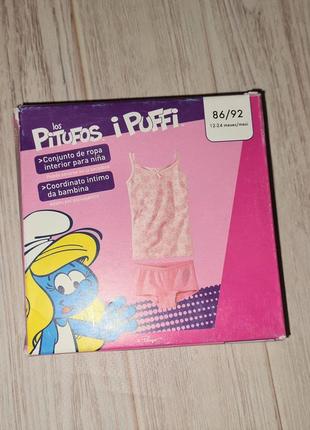 los
PITUFOS i PUFFI
>Conjunto de ropa
interior para niña
>Coordinato intimo
da bambina
86/92
12-24 meses/mesi